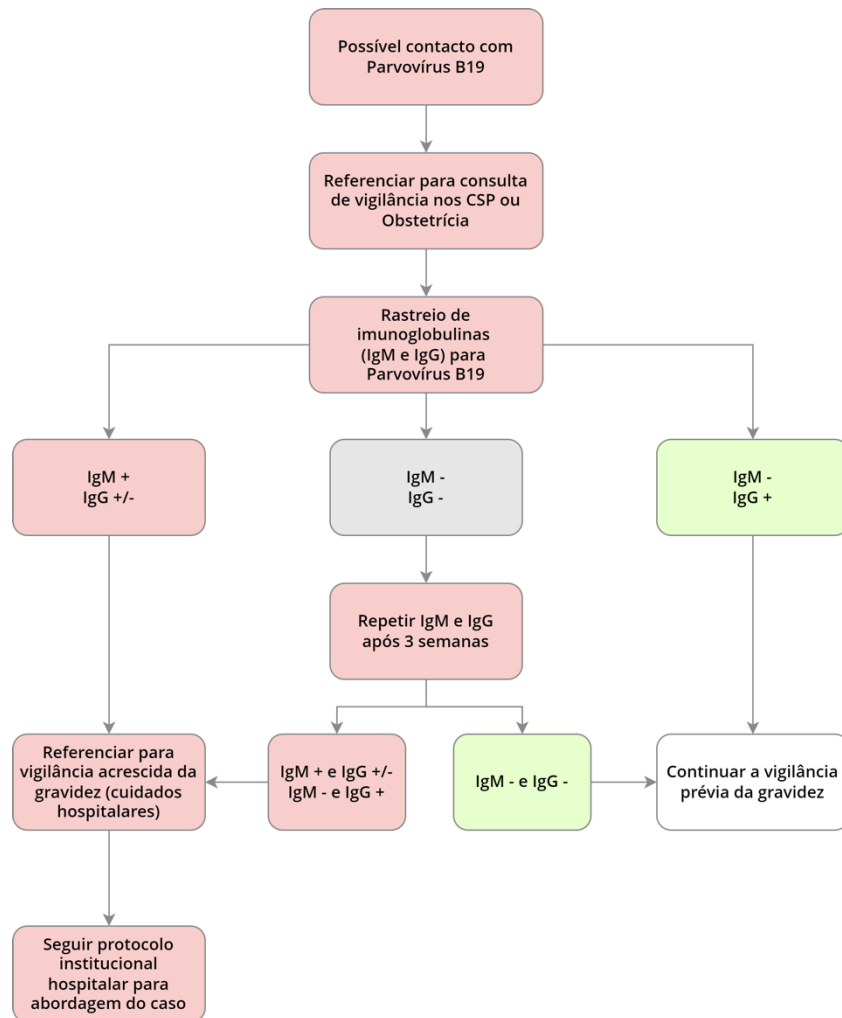 Possível contacto com
Parvovírus B19
Referenciar para consulta
de vigilância nos CSP ou
Obstetrícia
Rastreio de
imunoglobulinas
(IgM e IgG) para
Parvovírus B19
IgM +
IgG +/-
IgM -
IgG -
IgM -
IgG +
Repetir IgM e IgG
após 3 semanas
Referenciar para
vigilância acrescida da
gravidez (cuidados
hospitalares)
IgM + e IgG +/-
IgM - e IgG +
IgM - e IgG -
Continuar a vigilância
prévia da gravidez
Seguir protocolo
institucional
hospitalar para
abordagem do caso